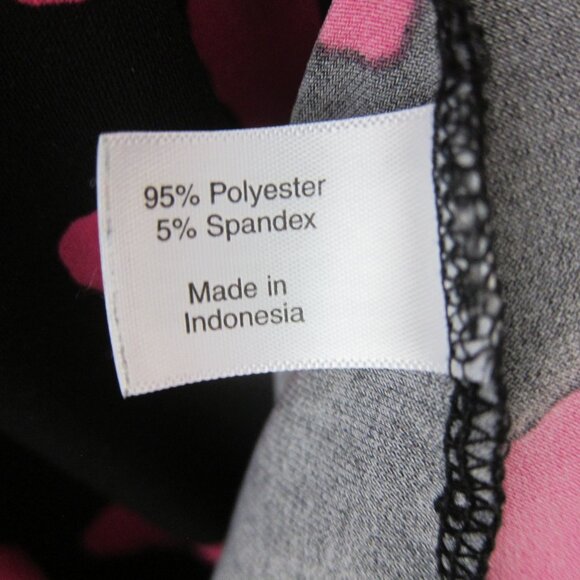 95% Polyester
5% Spandex
Made in
Indonesia